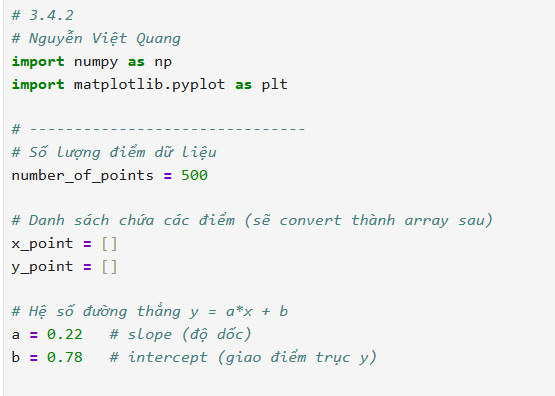 # 3.4.2
# Nguyễn Việt Quang
import numpy as np
import matplotlib.pyplot as plt
# -------------------------------
# Số lượng điểm dữ liệu
number_of_points = 500
# Danh sách chứa các điểm (sẽ convert thành array sau)
x_point = []
y_point = []
# Hệ số đường thẳng y = a*x + b
a = 0.22   # slope (độ dốc)
b = 0.78   # intercept (giao điểm trục y)